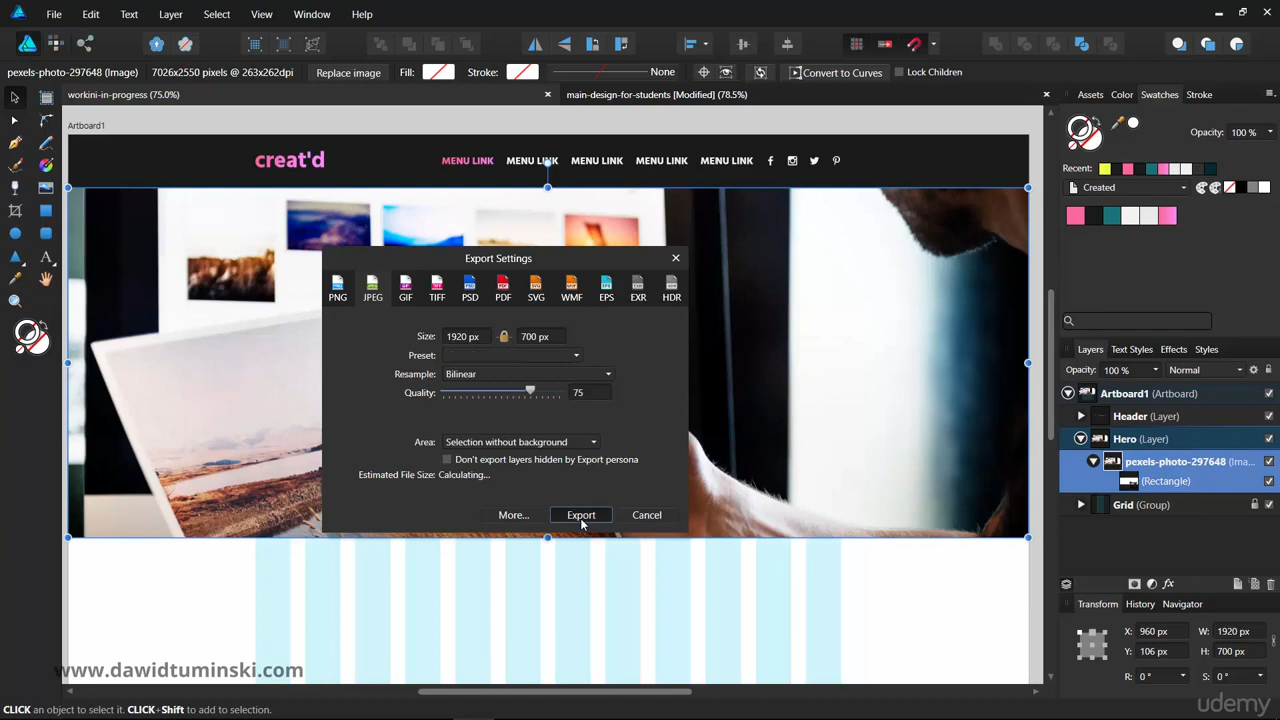 File Edit Text Layer Select View Window Help
pexels-photo-297648 (Image) 7026x2550 pixels @ 263x262dpi Replace image Fill: Stroke: None Convert to Curves Lock Children
workini-in-progress (75.0%) main-design-for-students [Modified] (78.5%) Assets Color Swatches Stroke
Artboard1
Opacity: 100 %
creat'd MENU LINK MENU LINK MENU LINK MENU LINK MENU LINK
Recent:
Created
Export Settings
PNG JPEG GIF TIFF PSD PDF SVG WMF EPS EXR HDR
Size: 1920 px 700 px
Preset:
Resample: Bilinear
Quality: 75
Area: Selection without background
Don't export layers hidden by Export persona
Estimated File Size: Calculating...
More... Export Cancel
Layers Text Styles Effects Styles
Opacity: 100 % Normal
Artboard1 (Artboard)
Header (Layer)
Hero (Layer)
pexels-photo-297648 (Ima...
(Rectangle)
Grid (Group)
Transform History Navigator
X: 960 px W: 1920 px
Y: 106 px H: 700 px
R: 0 ° S: 0 °
www.dawidtuminski.com
CLICK an object to select it. CLICK+Shift to add to selection.
udemy